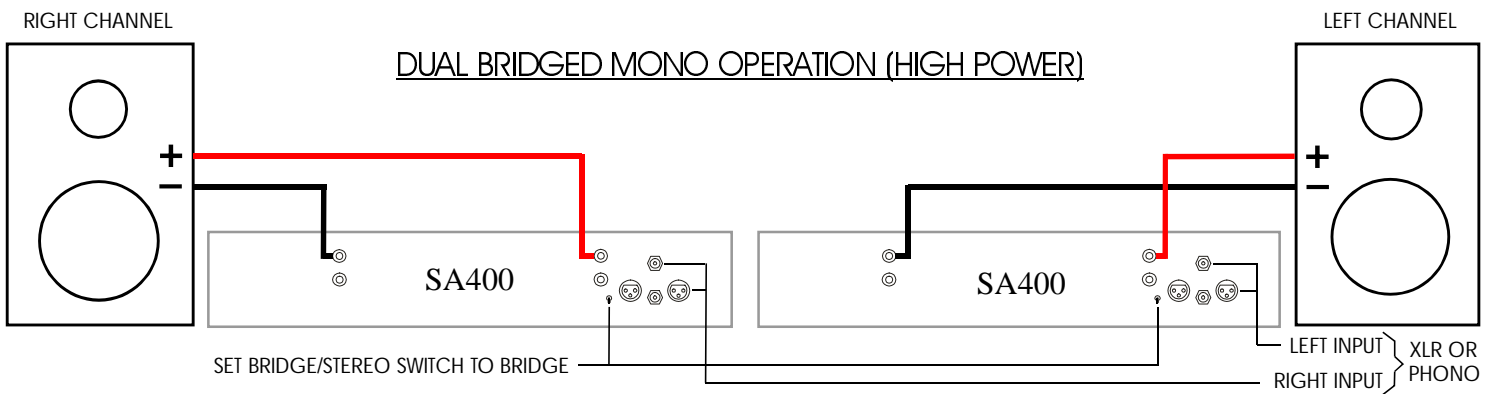 RIGHT CHANNEL
LEFT CHANNEL
DUAL BRIDGED MONO OPERATION (HIGH POWER)
+
−
+
−
SA400
SA400
SET BRIDGE/STEREO SWITCH TO BRIDGE
LEFT INPUT
RIGHT INPUT
XLR OR
PHONO